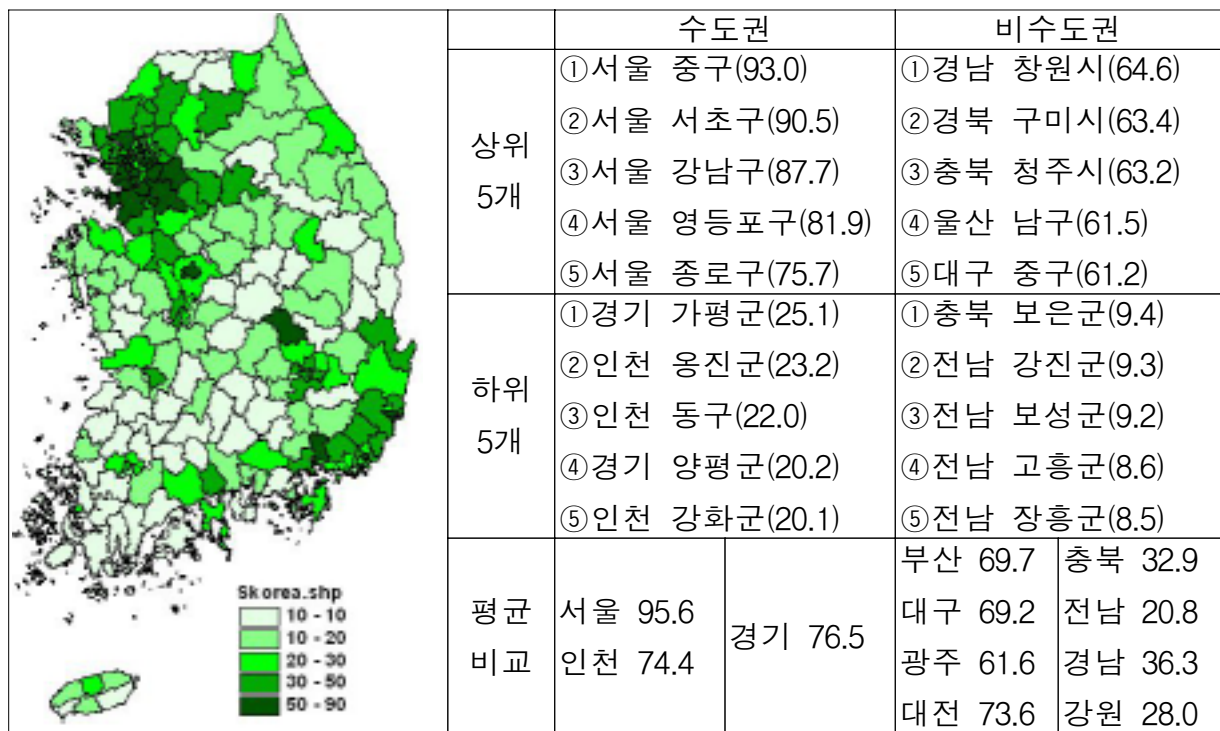 수도권 비수도권
상위 5개
①서울 중구(93.0)
②서울 서초구(90.5)
③서울 강남구(87.7)
④서울 영등포구(81.9)
⑤서울 종로구(75.7)
①경남 창원시(64.6)
②경북 구미시(63.4)
③충북 청주시(63.2)
④울산 남구(61.5)
⑤대구 중구(61.2)
하위 5개
①경기 가평군(25.1)
②인천 옹진군(23.2)
③인천 동구(22.0)
④경기 양평군(20.2)
⑤인천 강화군(20.1)
①충북 보은군(9.4)
②전남 강진군(9.3)
③전남 보성군(9.2)
④전남 고흥군(8.6)
⑤전남 장흥군(8.5)
평균 비교
서울 95.6
인천 74.4
경기 76.5
부산 69.7
대구 69.2
광주 61.6
대전 73.6
충북 32.9
전남 20.8
경남 36.3
강원 28.0
Skorea.shp
10 - 10
10 - 20
20 - 30
30 - 50
50 - 90